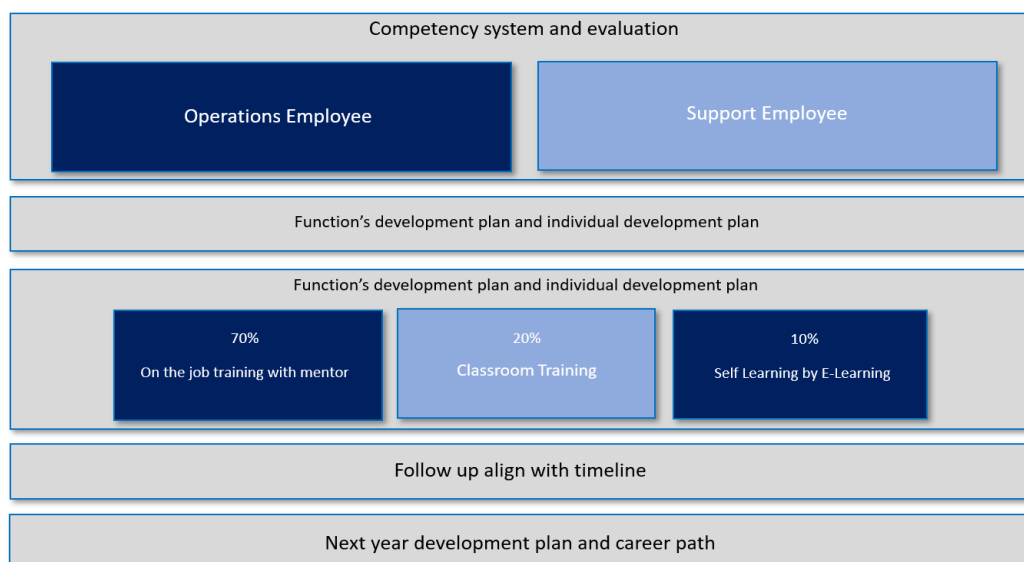 Competency system and evaluation
Operations Employee
Support Employee
Function’s development plan and individual development plan
Function’s development plan and individual development plan
70%
On the job training with mentor
20%
Classroom Training
10%
Self Learning by E-Learning
Follow up align with timeline
Next year development plan and career path